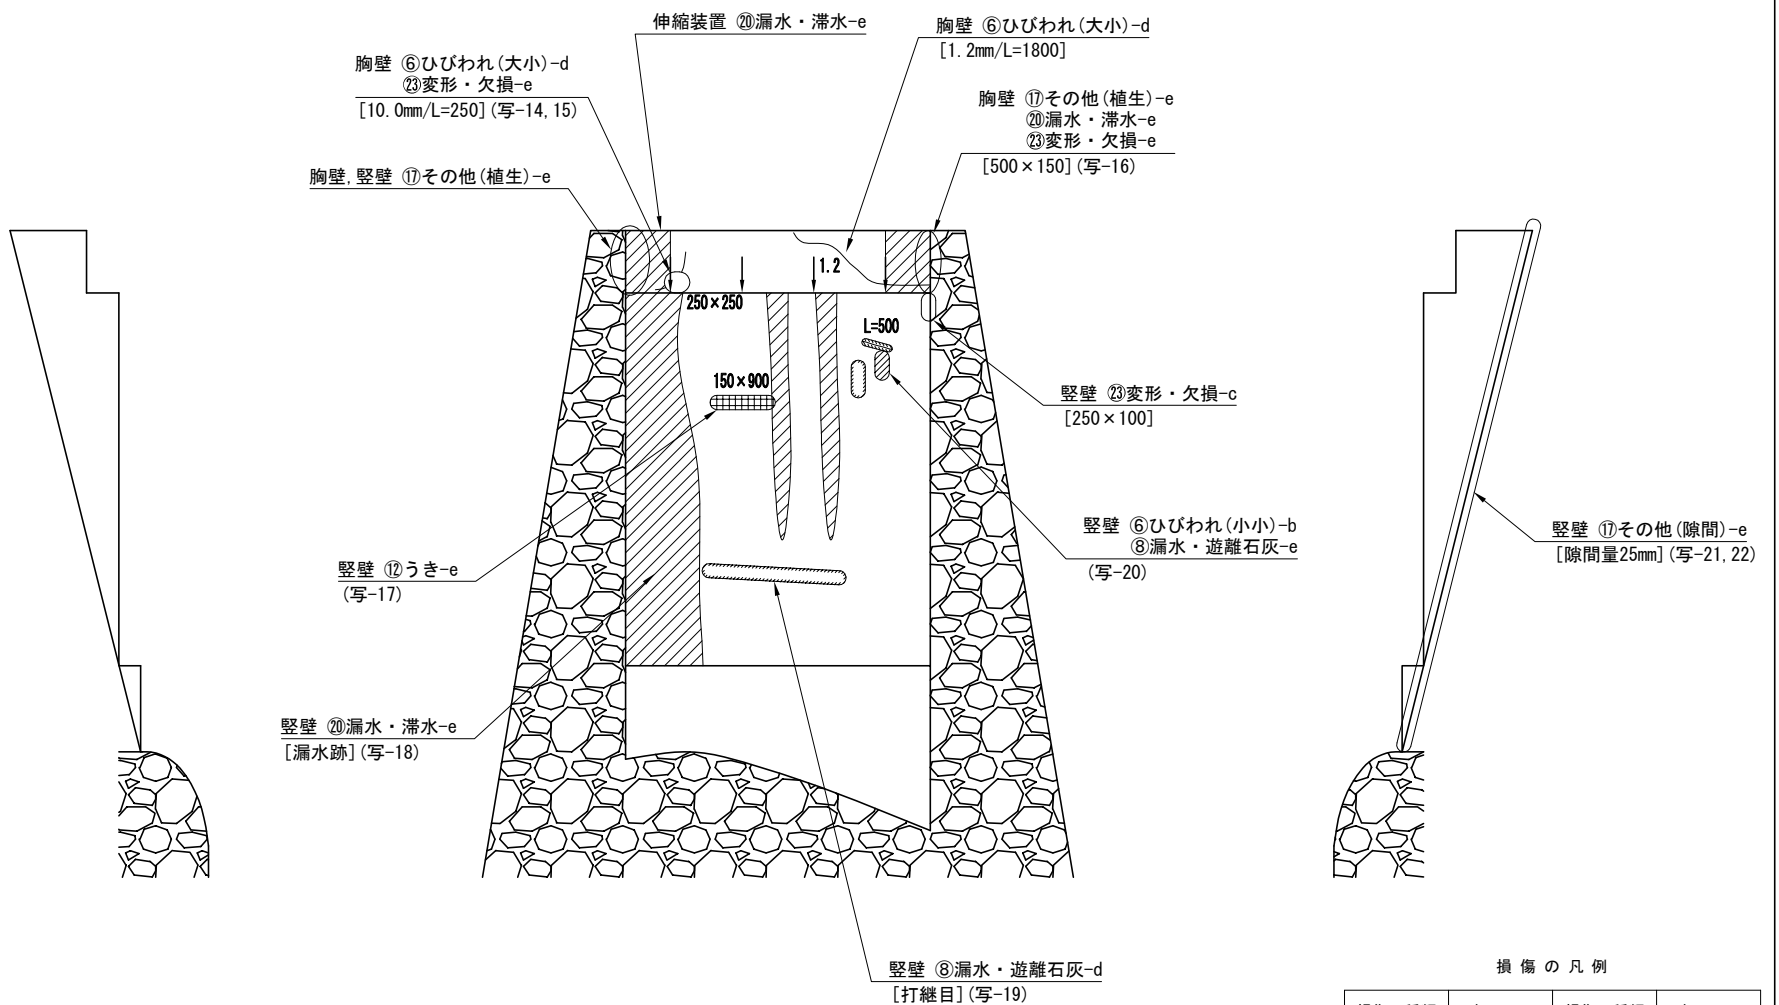 伸縮装置 ⑳漏水・滞水-e
胸壁 ⑥ひびわれ(大小)-d
[1.2mm/L=1800]
胸壁 ⑥ひびわれ(大小)-d
㉓変形・欠損-e
[10.0mm/L=250](写-14,15)
胸壁 ⑰その他(植生)-e
⑳漏水・滞水-e
㉓変形・欠損-e
[500×150](写-16)
胸壁,竪壁 ⑰その他(植生)-e
1.2
250×250
L=500
150×900
竪壁 ㉓変形・欠損-c
[250×100]
竪壁 ⑥ひびわれ(小小)-b
⑧漏水・遊離石灰-e
(写-20)
竪壁 ⑰その他(隙間)-e
[隙間量25mm](写-21,22)
竪壁 ⑫うき-e
(写-17)
竪壁 ⑳漏水・滞水-e
[漏水跡](写-18)
竪壁 ⑧漏水・遊離石灰-d
[打継目](写-19)
損傷の凡例